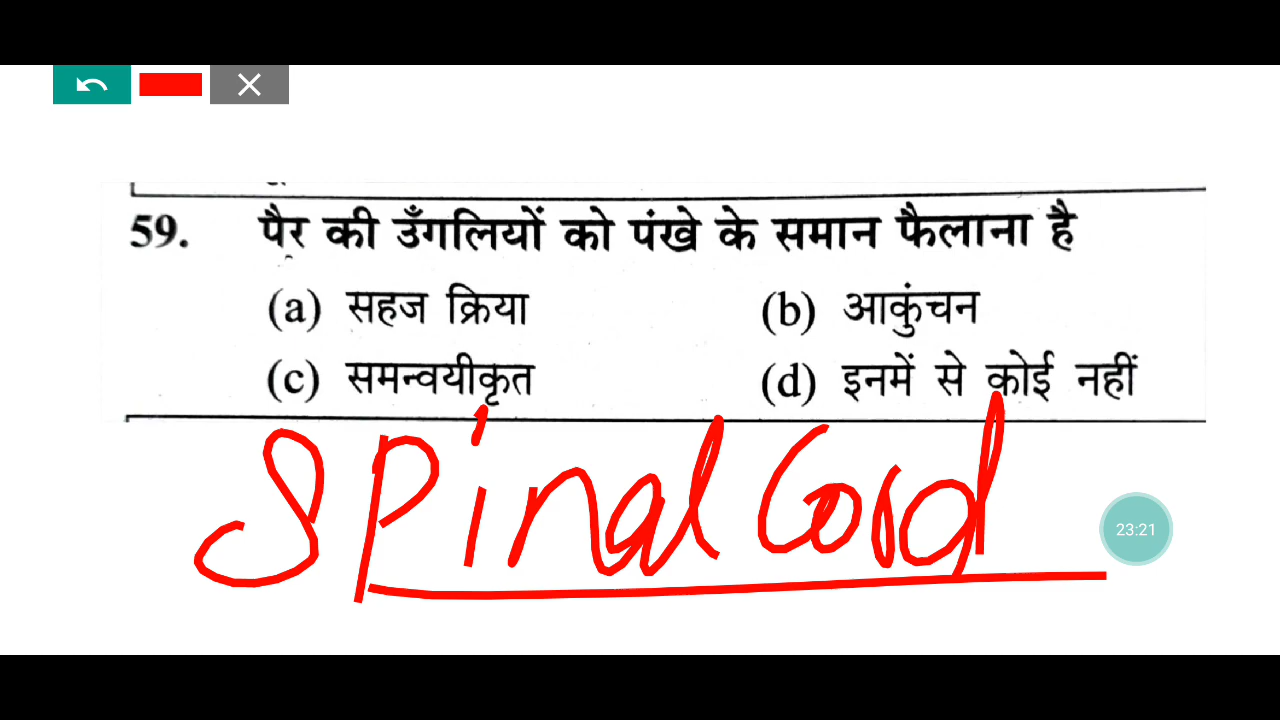 59. पैर की उँगलियों को पंखे के समान फैलाना है
(a) सहज क्रिया (b) आकुंचन
(c) समन्वयीकृत (d) इनमें से कोई नहीं
Spinal Cord
23:21